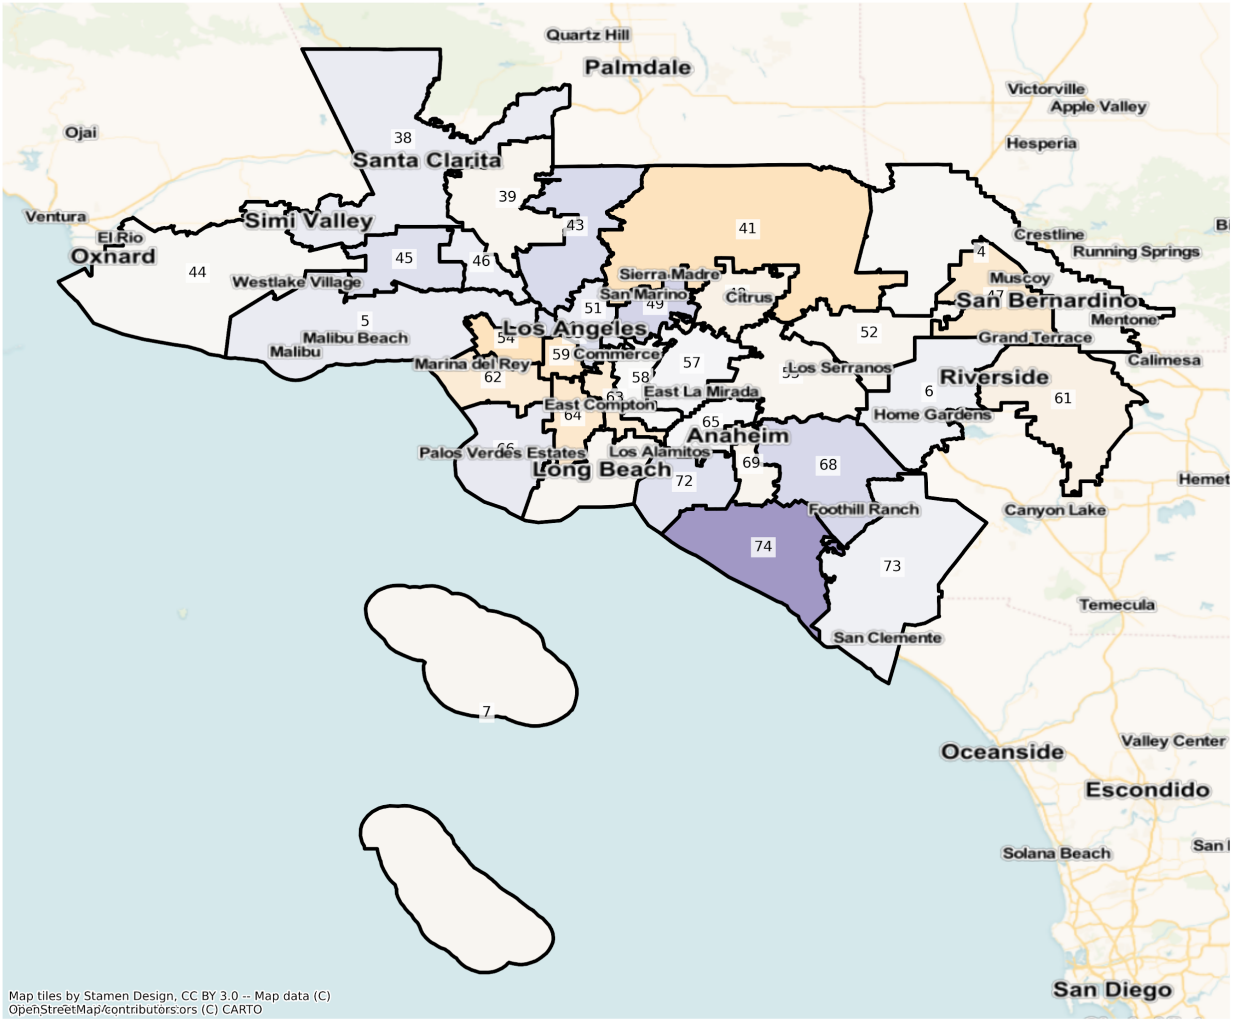 Quartz Hill
Palmdale
Victorville
Apple Valley
Ojai
38
Hesperia
Santa Clarita
39
Ventura
Simi Valley
43
41
El Rio
Crestline
Oxnard
45
46
4
Running Springs
44
Westlake Village
Sierra Madre
Muscoy
San Marino
Citrus
47
San Bernardino
49
51
5
Los Angeles
52
Mentone
Malibu Beach
54
Grand Terrace
Malibu
59
Commerce
57
Calimesa
Marina del Rey
Los Serranos
62
58
Riverside
East La Mirada
6
61
63
East Compton
64
65
Home Gardens
Anaheim
66
Palos Verdes Estates
Los Alamitos
69
68
Long Beach
72
Hemet
Foothill Ranch
Canyon Lake
74
73
Temecula
San Clemente
7
Valley Center
Oceanside
Escondido
Solana Beach
San Diego
Map tiles by Stamen Design, CC BY 3.0 -- Map data (C)
OpenStreetMap contributors (C) CARTO